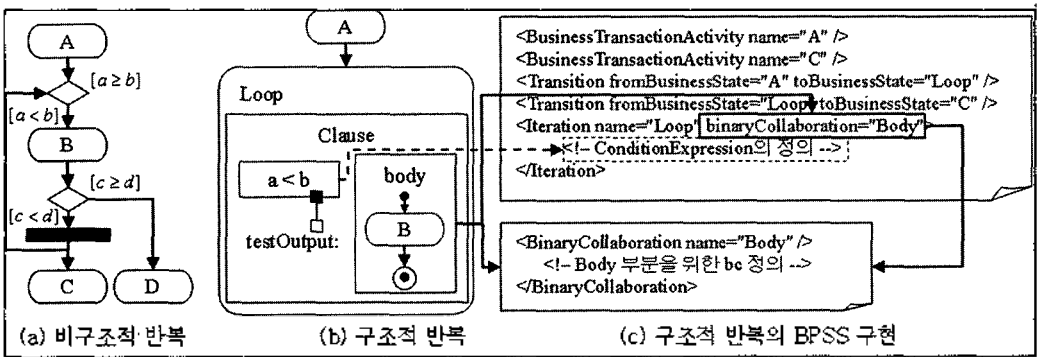 A
[a ≥ b]
[a < b]
B
[c ≥ d]
[c < d]
C
D
(a) 비구조적 반복
A
Loop
Clause
a < b
testOutput:
body
B
(b) 구조적 반복
<BusinessTransactionActivity name="A" />
<BusinessTransactionActivity name="C" />
<Transition fromBusinessState="A" toBusinessState="Loop" />
<Transition fromBusinessState="Loop" toBusinessState="C" />
<Iteration name="Loop" binaryCollaboration="Body">
<!-- ConditionExpression의 정의 -->
</Iteration>
<BinaryCollaboration name="Body" />
<!-- Body 부분을 위한 bc 정의 -->
</BinaryCollaboration>
(c) 구조적 반복의 BPSS 구현